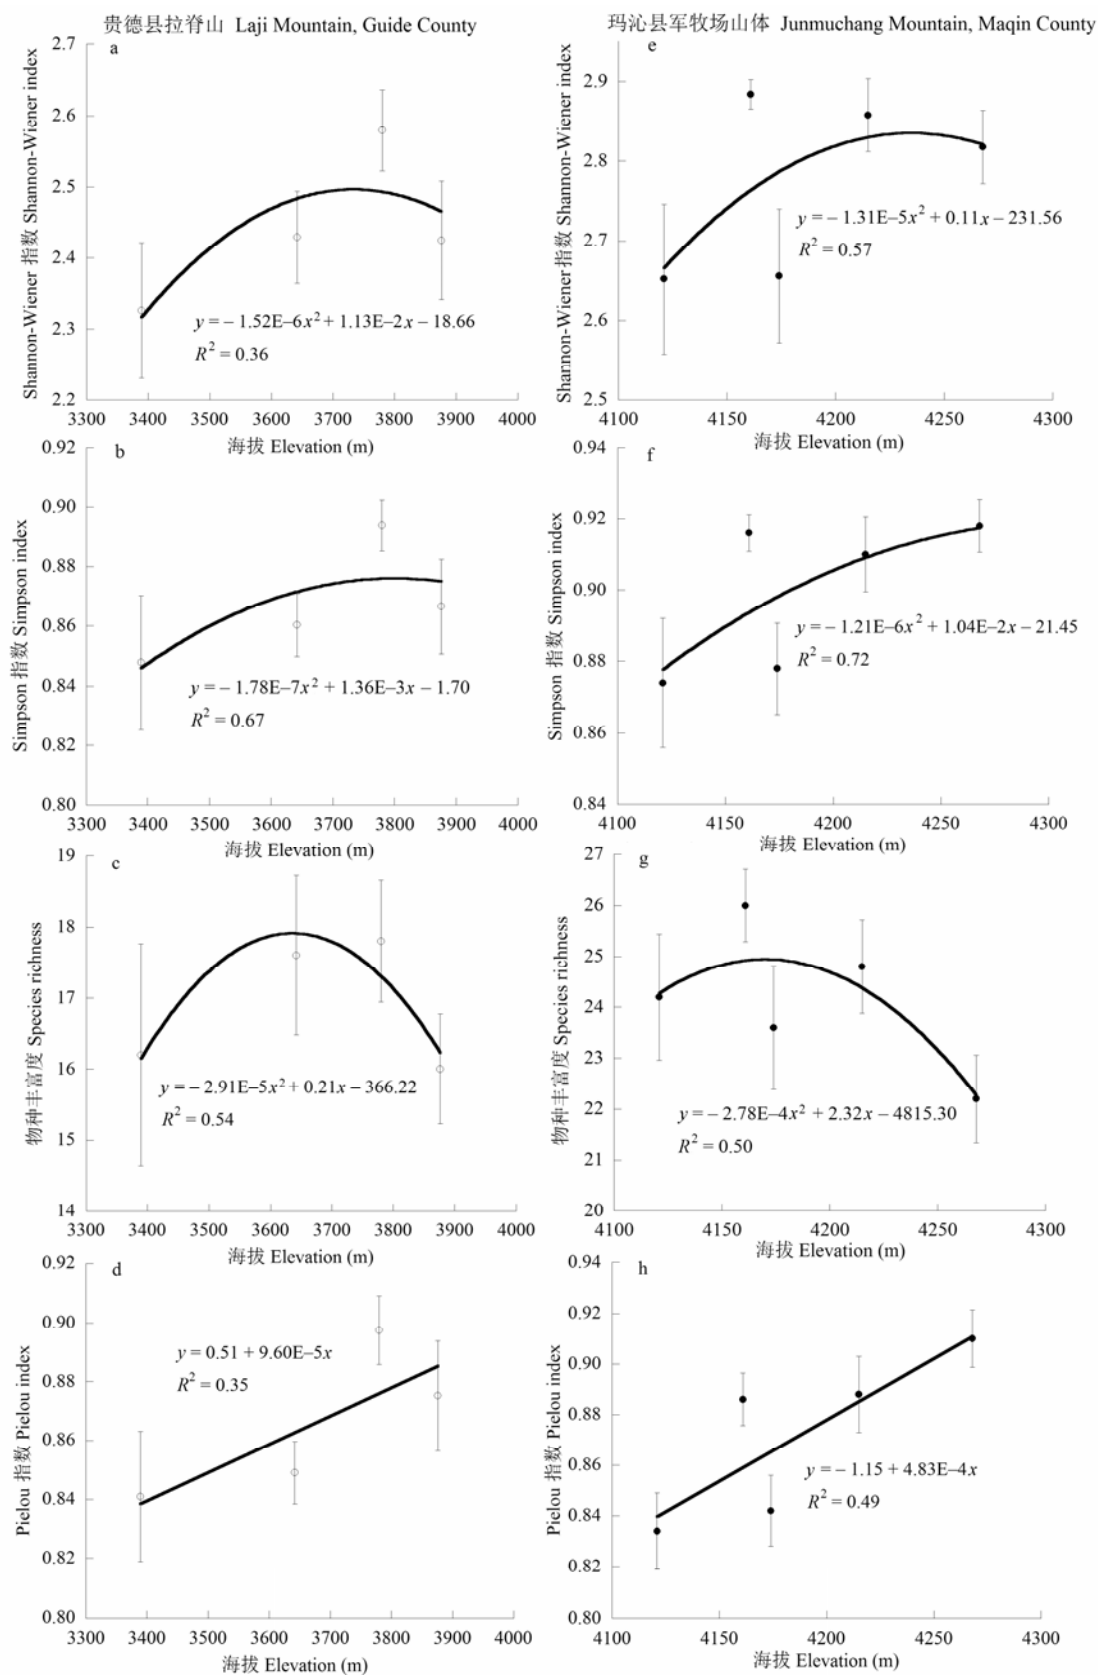 贵德县拉脊山 Laji Mountain, Guide County
a
2.7
2.6
2.5
2.4
2.3
2.2
Shannon-Wiener 指数 Shannon-Wiener index
y = – 1.52E–6x² + 1.13E–2x – 18.66
R² = 0.36
3300 3400 3500 3600 3700 3800 3900 4000
海拔 Elevation (m)
玛沁县军牧场山体 Junmuchang Mountain, Maqin County
e
2.9
2.8
2.7
2.6
2.5
Shannon-Wiener 指数 Shannon-Wiener index
y = – 1.31E–5x² + 0.11x – 231.56
R² = 0.57
4100 4150 4200 4250 4300
海拔 Elevation (m)
b
0.92
0.90
0.88
0.86
0.84
0.82
0.80
Simpson 指数 Simpson index
y = – 1.78E–7x² + 1.36E–3x – 1.70
R² = 0.67
3300 3400 3500 3600 3700 3800 3900 4000
海拔 Elevation (m)
f
0.94
0.92
0.90
0.88
0.86
0.84
Simpson 指数 Simpson index
y = – 1.21E–6x² + 1.04E–2x – 21.45
R² = 0.72
4100 4150 4200 4250 4300
海拔 Elevation (m)
c
19
18
17
16
15
14
物种丰富度 Species richness
y = – 2.91E–5x² + 0.21x – 366.22
R² = 0.54
3300 3400 3500 3600 3700 3800 3900 4000
海拔 Elevation (m)
g
27
26
25
24
23
22
21
20
物种丰富度 Species richness
y = – 2.78E–4x² + 2.32x – 4815.30
R² = 0.50
4100 4150 4200 4250 4300
海拔 Elevation (m)
d
0.92
0.90
0.88
0.86
0.84
0.82
0.80
Pielou 指数 Pielou index
y = 0.51 + 9.60E–5x
R² = 0.35
3300 3400 3500 3600 3700 3800 3900 4000
海拔 Elevation (m)
h
0.94
0.92
0.90
0.88
0.86
0.84
0.82
0.80
Pielou 指数 Pielou index
y = – 1.15 + 4.83E–4x
R² = 0.49
4100 4150 4200 4250 4300
海拔 Elevation (m)